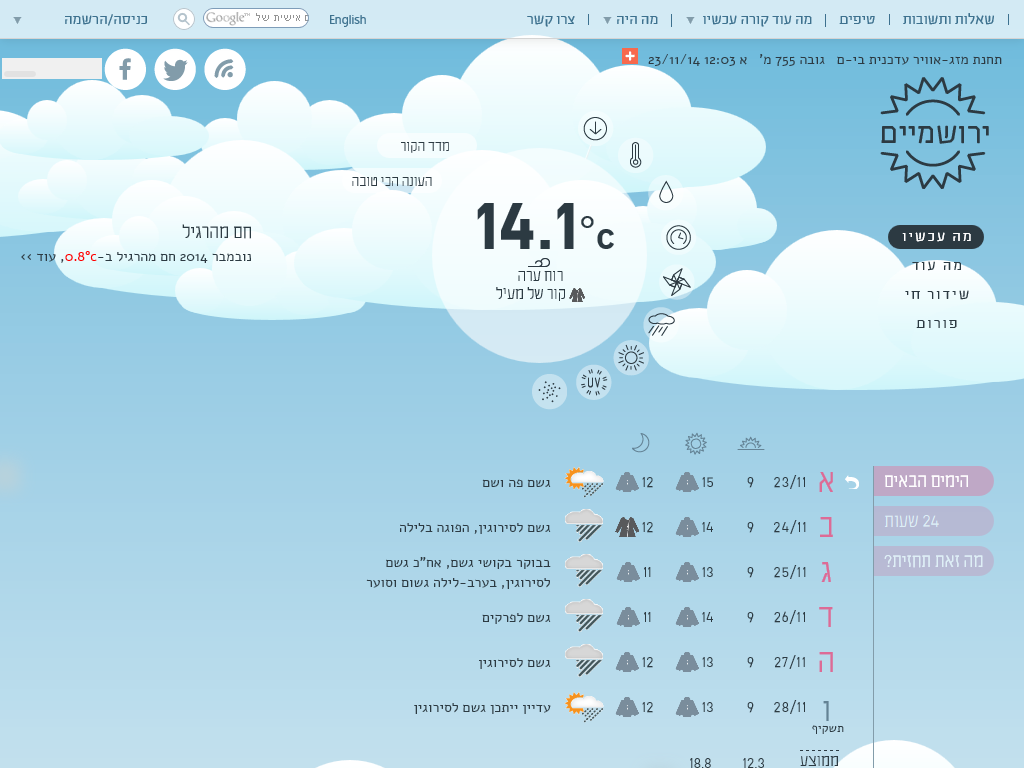 שאלות ותשובות
טיפים
מה עוד קורה עכשיו
מה היה
צרו קשר
English
אישית של Google™
כניסה/הרשמה
תחנת מזג-אוויר עדכנית בי-ם גובה 755 מ' א 12:03 23/11/14
ירושמיים
מה עכשיו
מה עוד
שידור חי
פורום
מדד הקור
העונה הכי טובה
14.1°c
רוח ערה
קור של מעיל
חם מהרגיל
נובמבר 2014 חם מהרגיל ב-0.8°c, עוד >>
UV
הימים הבאים
24 שעות
מה זאת תחזית?
א 23/11 9 15 12 גשם פה ושם
ב 24/11 9 14 12 גשם לסירוגין, הפוגה בלילה
ג 25/11 9 13 11 בבוקר בקושי גשם, אח"כ גשם
לסירוגין, בערב-לילה גשום וסוער
ד 26/11 9 14 11 גשם לפרקים
ה 27/11 9 13 12 גשם לסירוגין
ו 28/11 9 13 12 עדיין ייתכן גשם לסירוגין
תשקיף
ממוצע 12.3 18.8